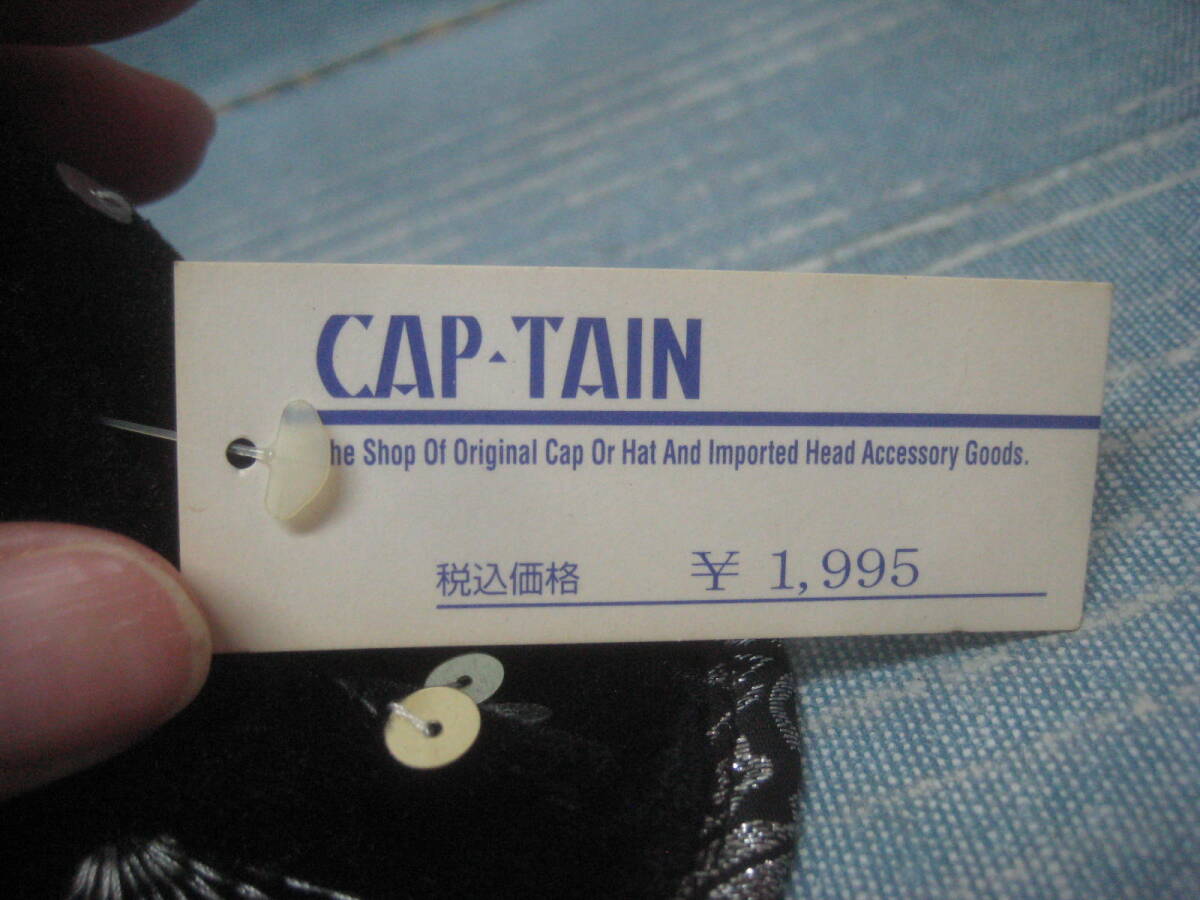 CAP·TAIN
he Shop Of Original Cap Or Hat And Imported Head Accessory Goods.
税込価格 ¥ 1,995